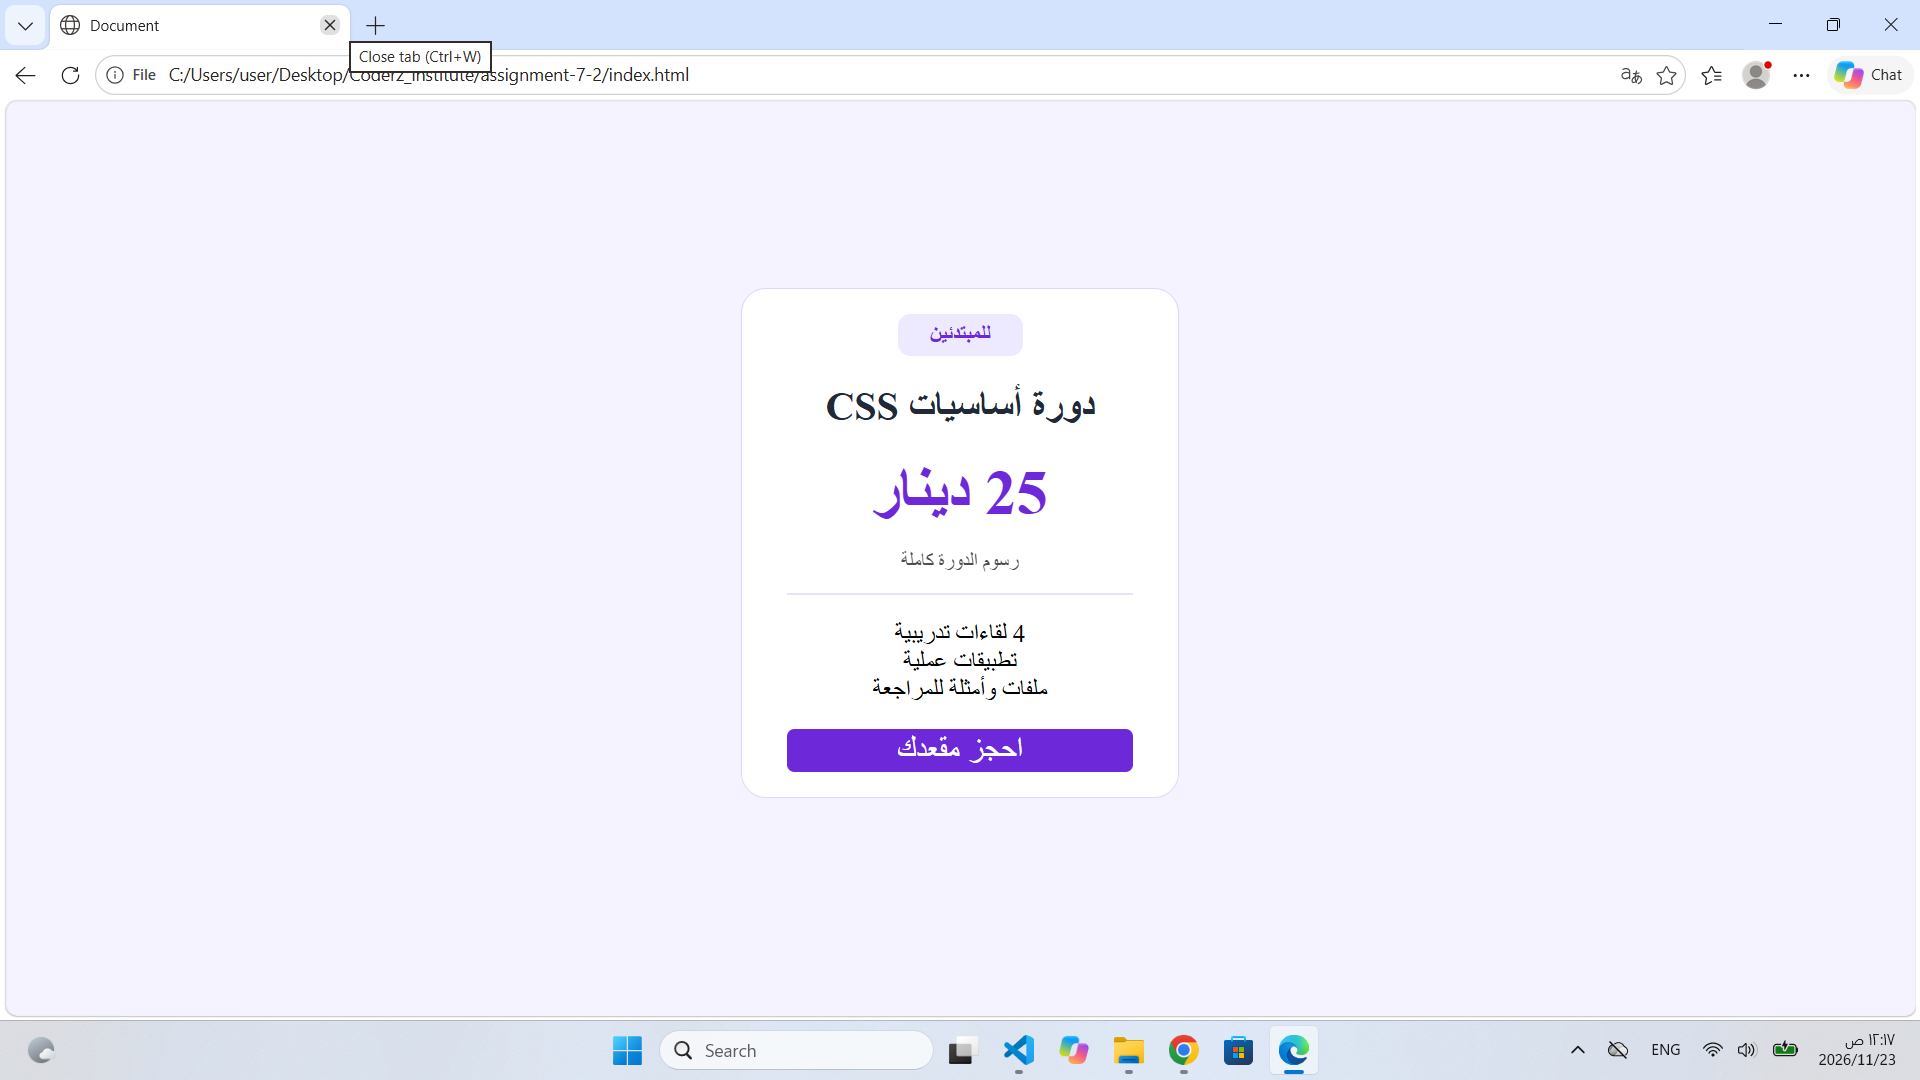 Document
Close tab (Ctrl+W)
File
C:/Users/user/Desktop/Coderz_institute/assignment-7-2/index.html
Chat
للمبتدئين
دورة أساسيات CSS
25 دينار
رسوم الدورة كاملة
4 لقاءات تدريبية
تطبيقات عملية
ملفات وأمثلة للمراجعة
احجز مقعدك
Search
ENG
١٢:١٧ ص
2026/11/23